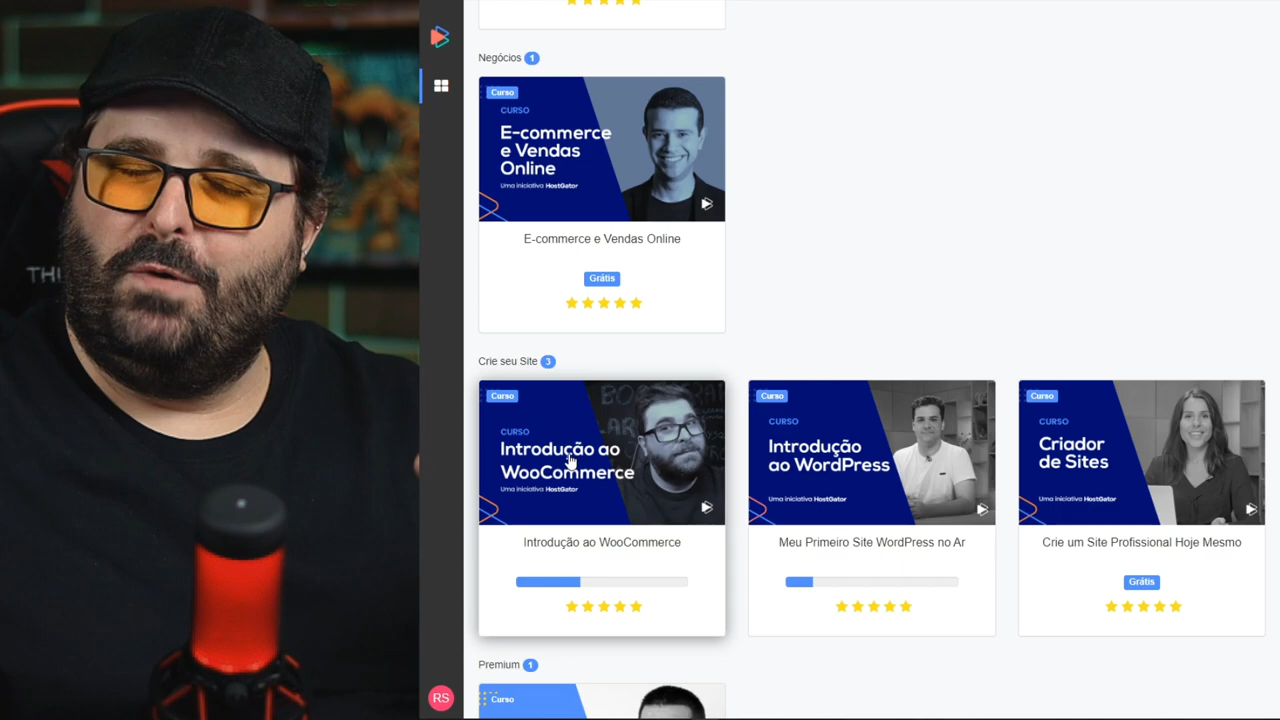 Negócios 1
Curso
CURSO
E-commerce
e Vendas
Online
Uma iniciativa HostGator
E-commerce e Vendas Online
Grátis
Crie seu Site 3
Curso
CURSO
Introdução ao
WooCommerce
Uma iniciativa HostGator
Introdução ao WooCommerce
Curso
CURSO
Introdução
ao WordPress
Uma iniciativa HostGator
Meu Primeiro Site WordPress no Ar
Curso
CURSO
Criador
de Sites
Uma iniciativa HostGator
Crie um Site Profissional Hoje Mesmo
Grátis
Premium 1
Curso
RS